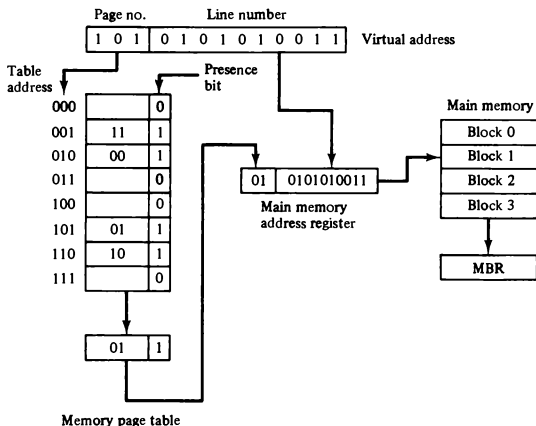 Page no. Line number
1 0 1 0 1 0 1 0 1 0 0 1 1 Virtual address
Table
address
Presence
bit
000 0
001 11 1
010 00 1
011 0
100 0
101 01 1
110 10 1
111 0
01 1
Memory page table
01 0101010011
Main memory
address register
Main memory
Block 0
Block 1
Block 2
Block 3
MBR